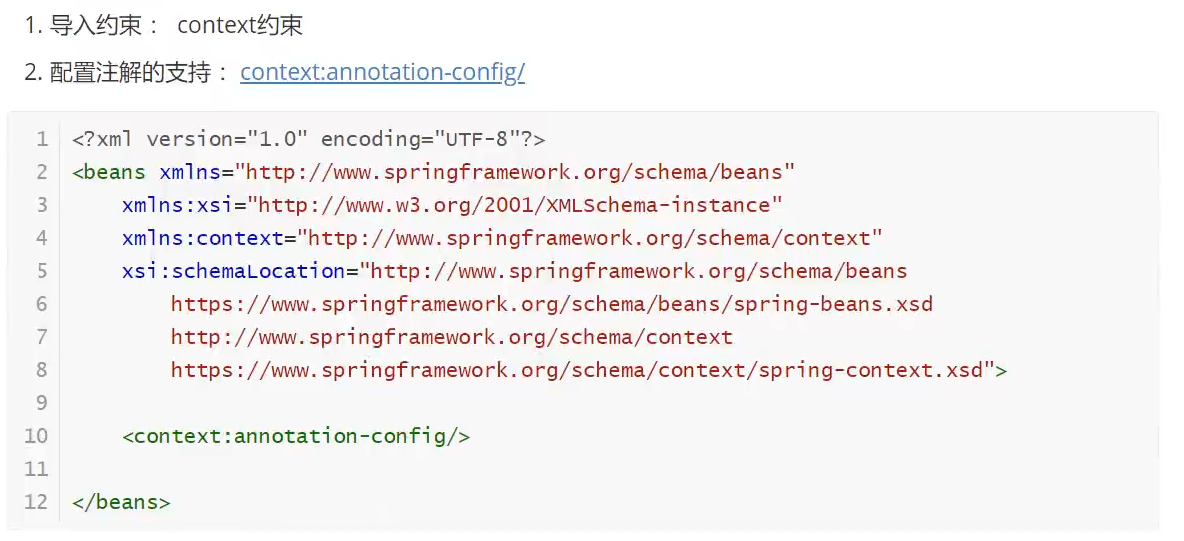 1. 导入约束： context约束
2. 配置注解的支持： context:annotation-config/
1 <?xml version="1.0" encoding="UTF-8"?>
2 <beans xmlns="http://www.springframework.org/schema/beans"
3     xmlns:xsi="http://www.w3.org/2001/XMLSchema-instance"
4     xmlns:context="http://www.springframework.org/schema/context"
5     xsi:schemaLocation="http://www.springframework.org/schema/beans
6         https://www.springframework.org/schema/beans/spring-beans.xsd
7         http://www.springframework.org/schema/context
8         https://www.springframework.org/schema/context/spring-context.xsd">
9
10     <context:annotation-config/>
11
12 </beans>